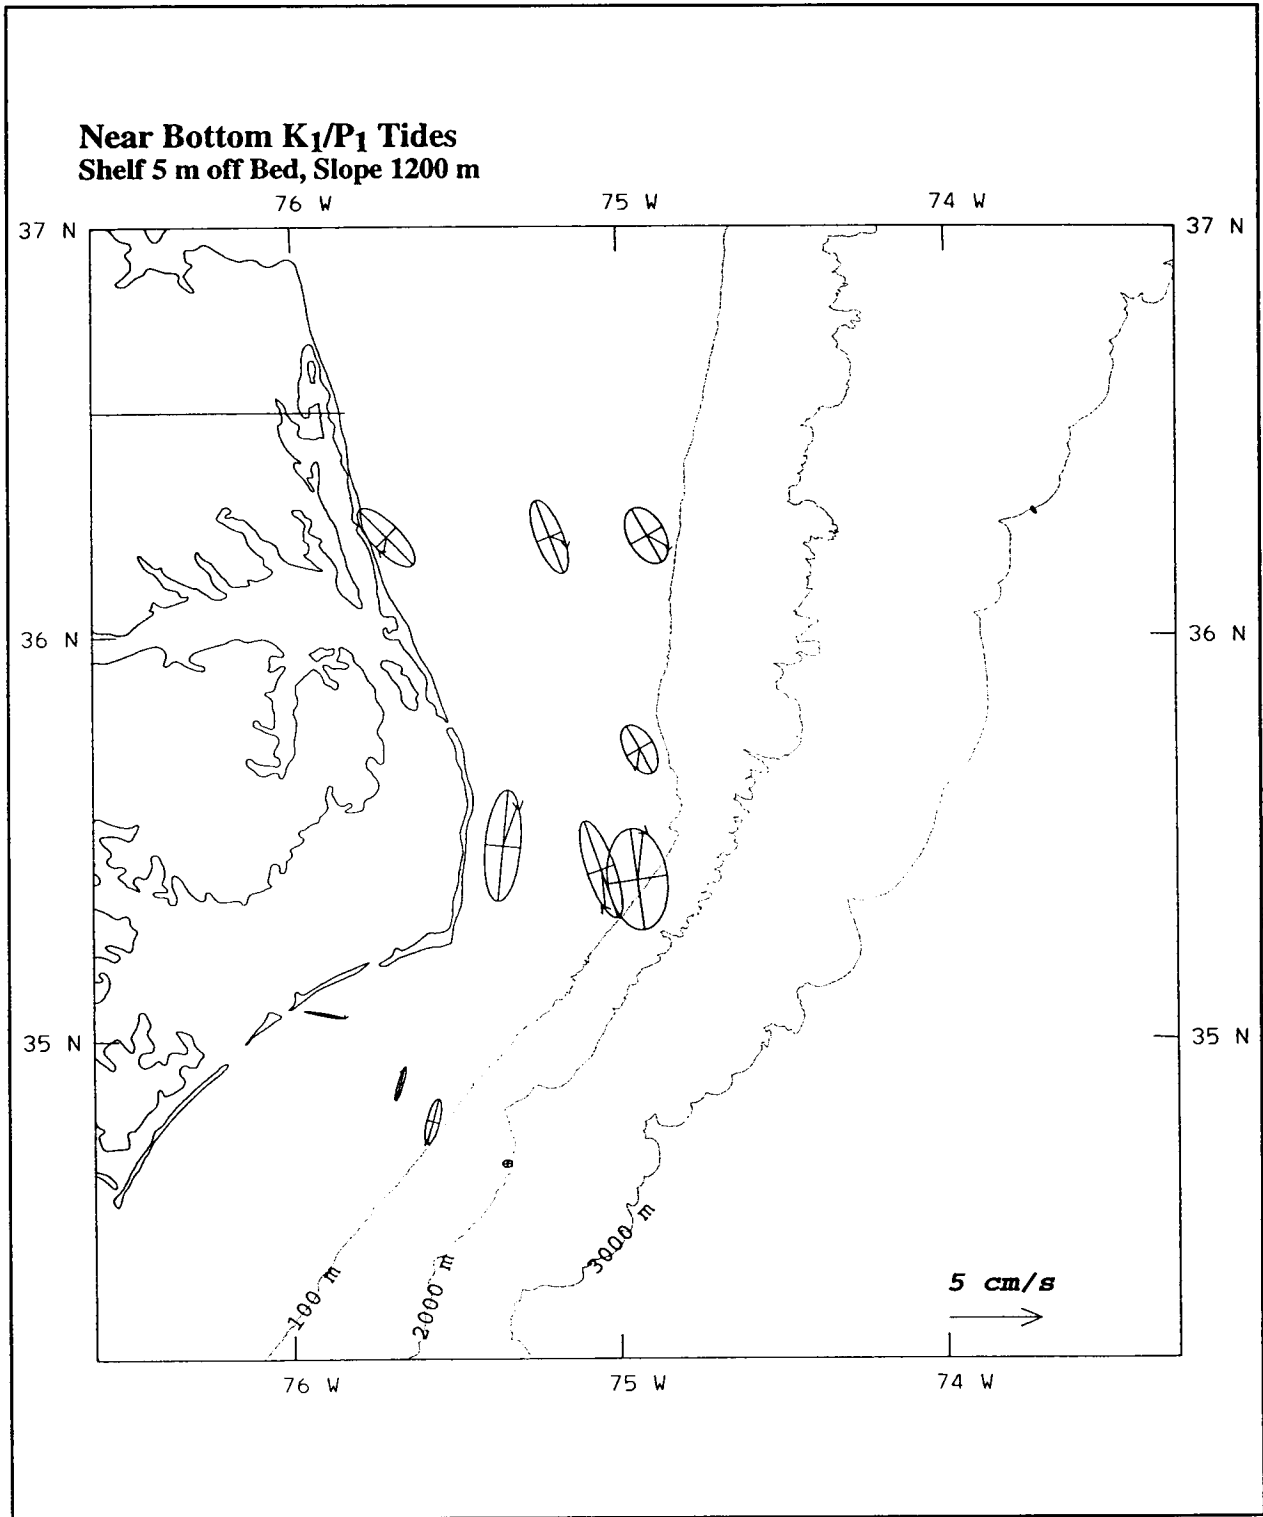 Near Bottom K1/P1 Tides
Shelf 5 m off Bed, Slope 1200 m
76 W 75 W 74 W
37 N 37 N
36 N 36 N
35 N 35 N
3000 m
100 m 2000 m
5 cm/s
76 W 75 W 74 W